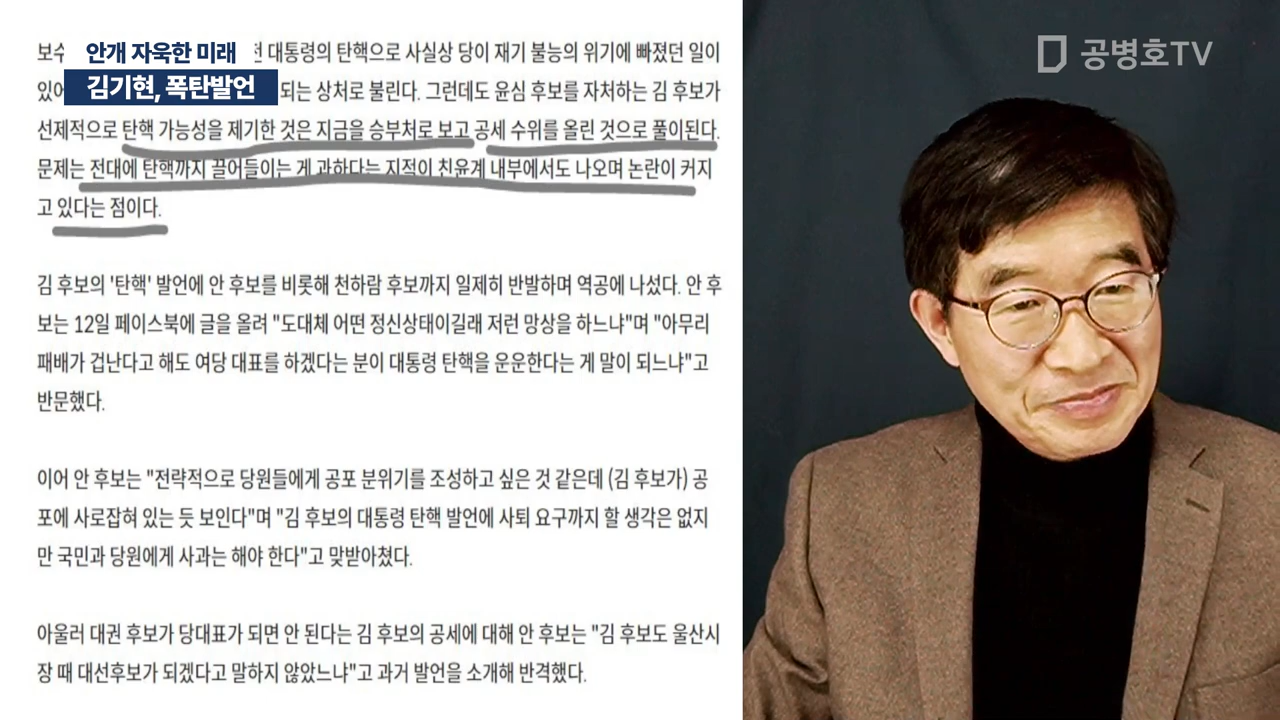 안개 자욱한 미래
김기현, 폭탄발언
공병호TV
보수 전 대통령의 탄핵으로 사실상 당이 재기 불능의 위기에 빠졌던 일이
있어 되는 상처로 불린다. 그런데도 윤심 후보를 자처하는 김 후보가
선제적으로 탄핵 가능성을 제기한 것은 지금을 승부처로 보고 공세 수위를 올린 것으로 풀이된다.
문제는 전대에 탄핵까지 끌어들이는 게 과하다는 지적이 친윤계 내부에서도 나오며 논란이 커지
고 있다는 점이다.
김 후보의 '탄핵' 발언에 안 후보를 비롯해 천하람 후보까지 일제히 반발하며 역공에 나섰다. 안 후
보는 12일 페이스북에 글을 올려 "도대체 어떤 정신상태이길래 저런 망상을 하느냐"며 "아무리
패배가 겁난다고 해도 여당 대표를 하겠다는 분이 대통령 탄핵을 운운한다는 게 말이 되느냐"고
반문했다.
이어 안 후보는 "전략적으로 당원들에게 공포 분위기를 조성하고 싶은 것 같은데 (김 후보가) 공
포에 사로잡혀 있는 듯 보인다"며 "김 후보의 대통령 탄핵 발언에 사퇴 요구까지 할 생각은 없지
만 국민과 당원에게 사과는 해야 한다"고 맞받아쳤다.
아울러 대권 후보가 당대표가 되면 안 된다는 김 후보의 공세에 대해 안 후보는 "김 후보도 울산시
장 때 대선후보가 되겠다고 말하지 않았느냐"고 과거 발언을 소개해 반격했다.